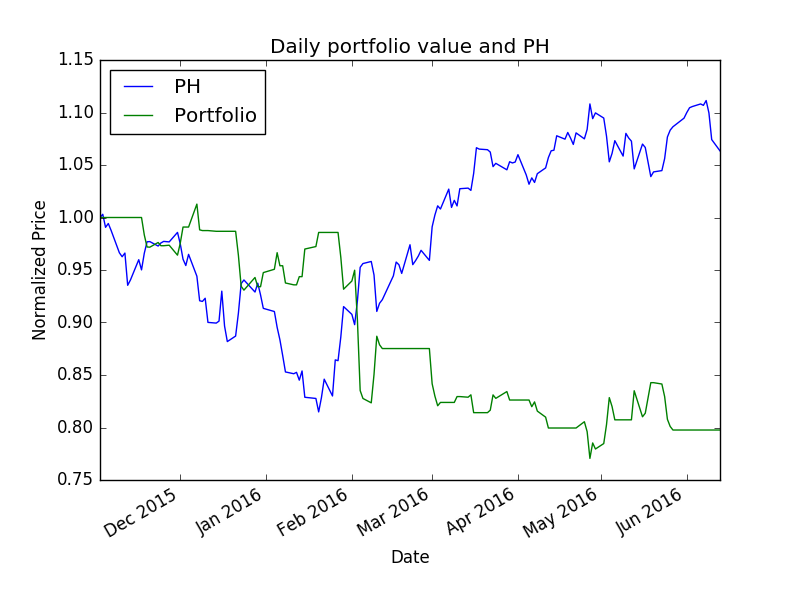 Daily portfolio value and PH
1.15
1.10
1.05
1.00
0.95
0.90
0.85
0.80
0.75
Normalized Price
PH
Portfolio
Dec 2015
Jan 2016
Feb 2016
Mar 2016
Apr 2016
May 2016
Jun 2016
Date